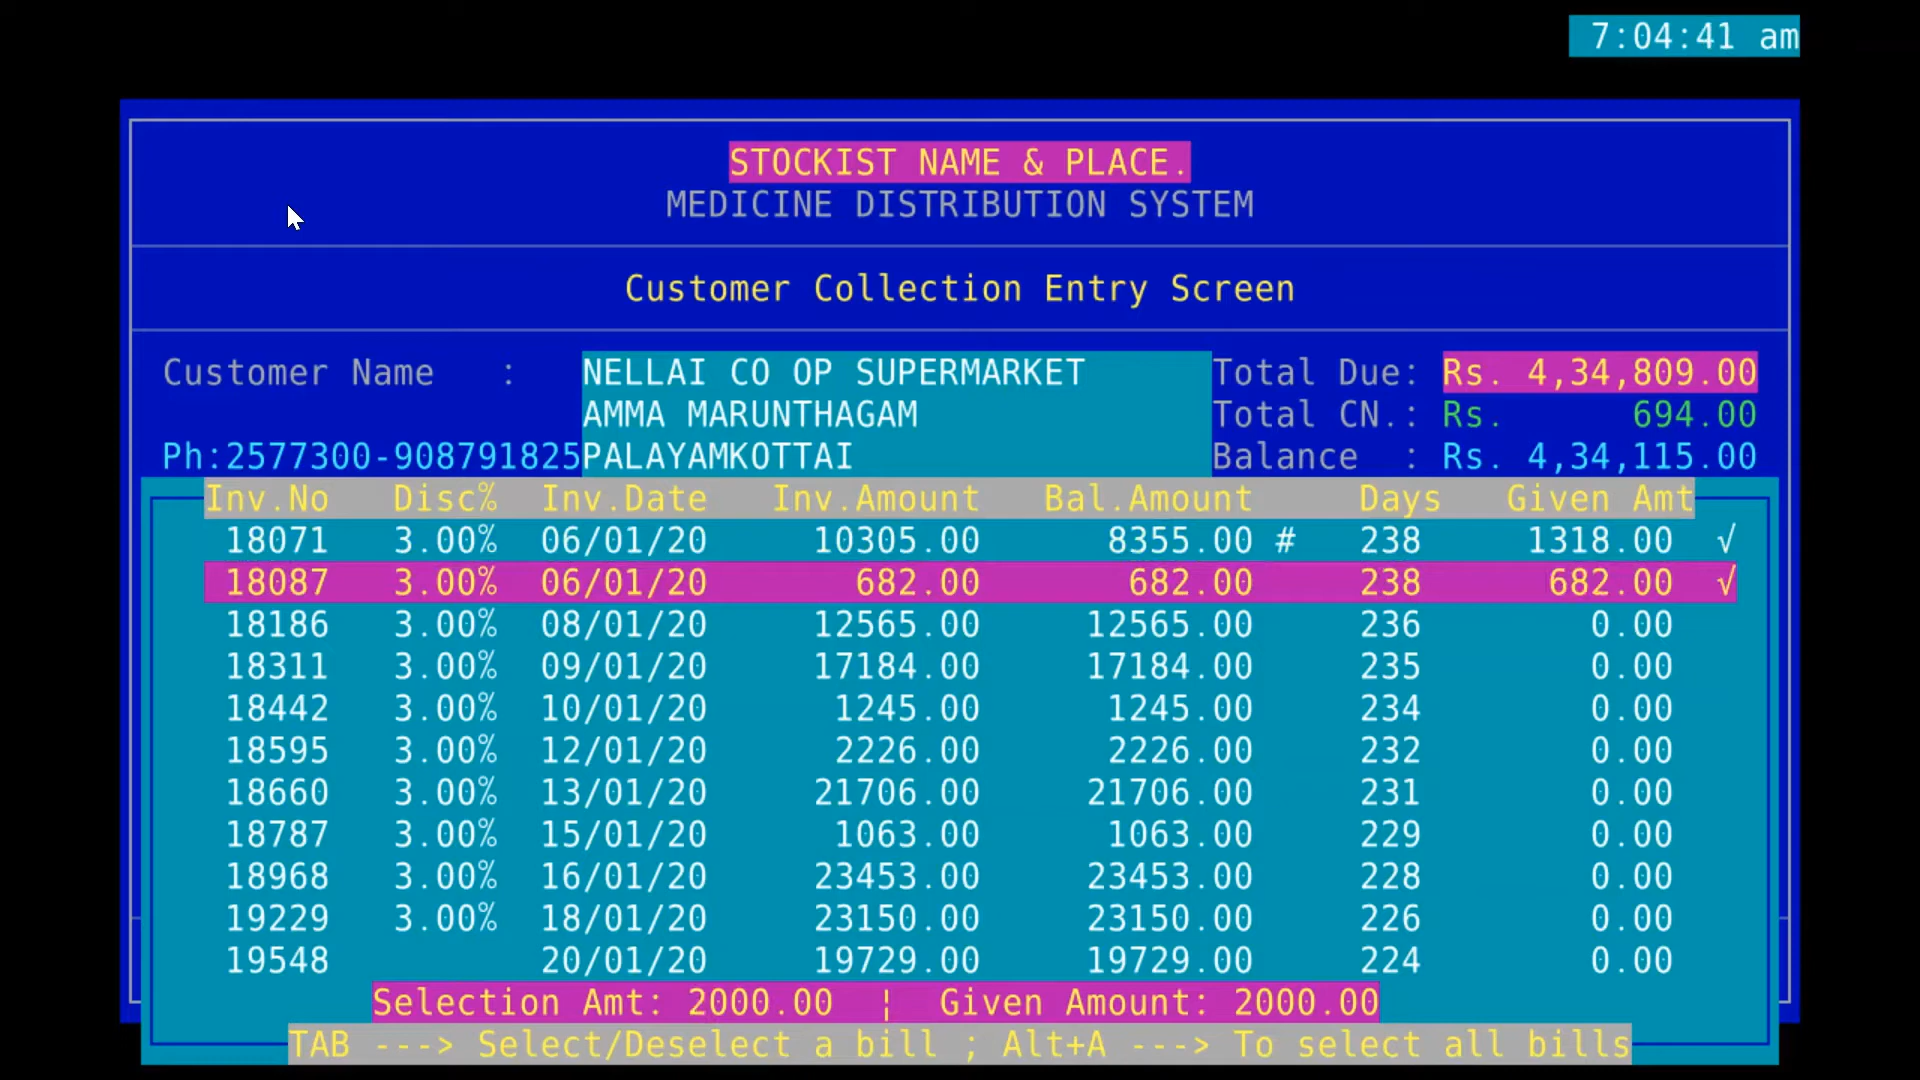 7:04:41 am
STOCKIST NAME & PLACE.
MEDICINE DISTRIBUTION SYSTEM
Customer Collection Entry Screen
Customer Name : NELLAI CO OP SUPERMARKET Total Due: Rs. 4,34,809.00
AMMA MARUNTHAGAM Total CN.: Rs. 694.00
Ph:2577300-908791825 PALAYAMKOTTAI Balance : Rs. 4,34,115.00
Inv.No Disc% Inv.Date Inv.Amount Bal.Amount Days Given Amt
18071 3.00% 06/01/20 10305.00 8355.00 # 238 1318.00 √
18087 3.00% 06/01/20 682.00 682.00 238 682.00 √
18186 3.00% 08/01/20 12565.00 12565.00 236 0.00
18311 3.00% 09/01/20 17184.00 17184.00 235 0.00
18442 3.00% 10/01/20 1245.00 1245.00 234 0.00
18595 3.00% 12/01/20 2226.00 2226.00 232 0.00
18660 3.00% 13/01/20 21706.00 21706.00 231 0.00
18787 3.00% 15/01/20 1063.00 1063.00 229 0.00
18968 3.00% 16/01/20 23453.00 23453.00 228 0.00
19229 3.00% 18/01/20 23150.00 23150.00 226 0.00
19548 20/01/20 19729.00 19729.00 224 0.00
Selection Amt: 2000.00 ¦ Given Amount: 2000.00
TAB ---> Select/Deselect a bill ; Alt+A ---> To select all bills